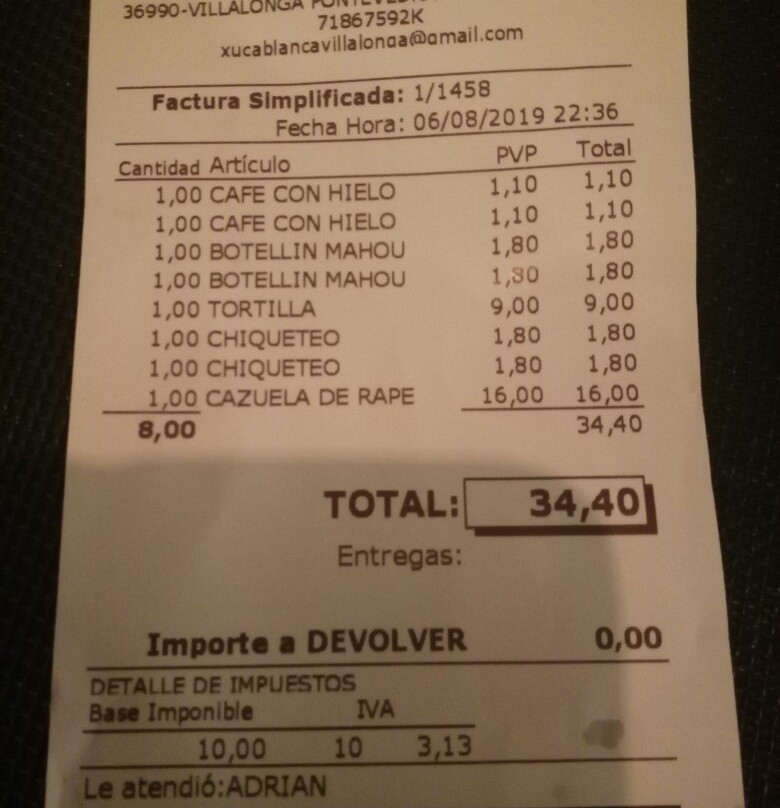 36990-VILLALONGA PONTEVEDRA
71867592K
xucablancavillalonga@gmail.com
Factura Simplificada: 1/1458
Fecha Hora: 06/08/2019 22:36
Cantidad Artículo PVP Total
1,00 CAFE CON HIELO 1,10 1,10
1,00 CAFE CON HIELO 1,10 1,10
1,00 BOTELLIN MAHOU 1,80 1,80
1,00 BOTELLIN MAHOU 1,80 1,80
1,00 TORTILLA 9,00 9,00
1,00 CHIQUETEO 1,80 1,80
1,00 CHIQUETEO 1,80 1,80
1,00 CAZUELA DE RAPE 16,00 16,00
8,00 34,40
TOTAL: 34,40
Entregas:
Importe a DEVOLVER 0,00
DETALLE DE IMPUESTOS
Base Imponible IVA
10,00 10 3,13
Le atendió:ADRIAN